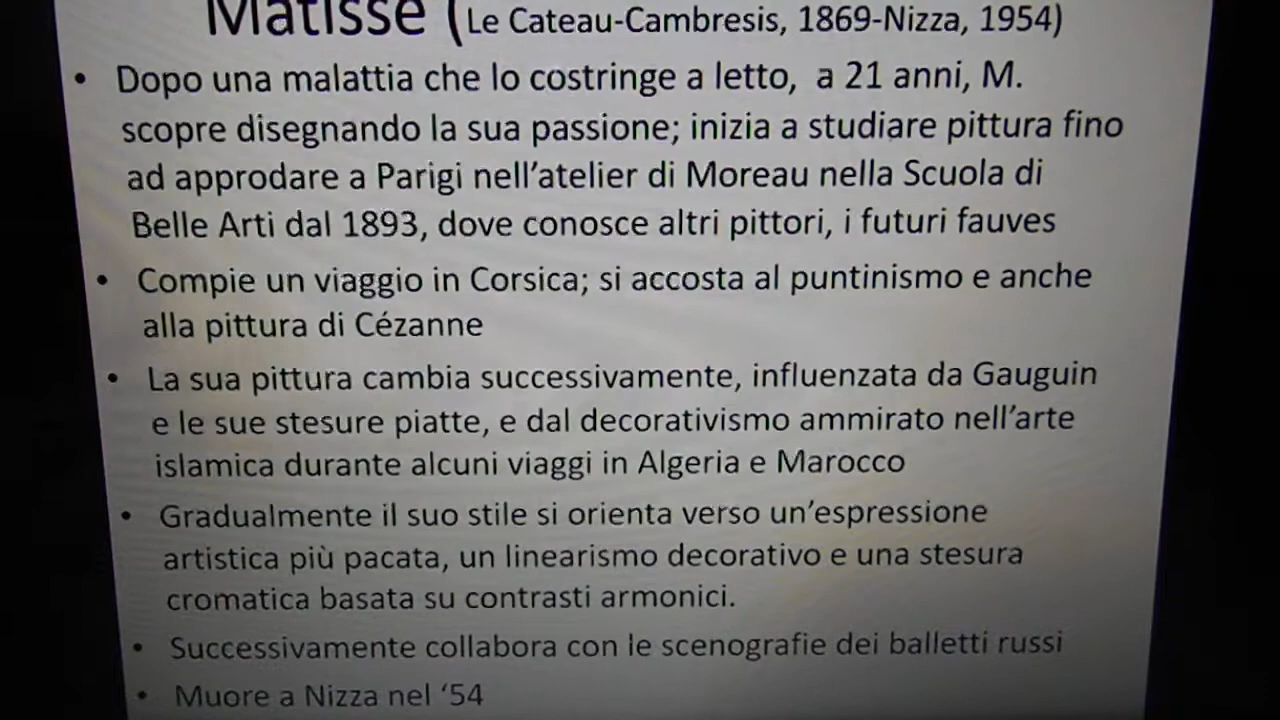 Matisse (Le Cateau-Cambresis, 1869-Nizza, 1954)
• Dopo una malattia che lo costringe a letto, a 21 anni, M.
scopre disegnando la sua passione; inizia a studiare pittura fino
ad approdare a Parigi nell’atelier di Moreau nella Scuola di
Belle Arti dal 1893, dove conosce altri pittori, i futuri fauves
• Compie un viaggio in Corsica; si accosta al puntinismo e anche
alla pittura di Cézanne
• La sua pittura cambia successivamente, influenzata da Gauguin
e le sue stesure piatte, e dal decorativismo ammirato nell’arte
islamica durante alcuni viaggi in Algeria e Marocco
• Gradualmente il suo stile si orienta verso un’espressione
artistica più pacata, un linearismo decorativo e una stesura
cromatica basata su contrasti armonici.
• Successivamente collabora con le scenografie dei balletti russi
• Muore a Nizza nel ‘54